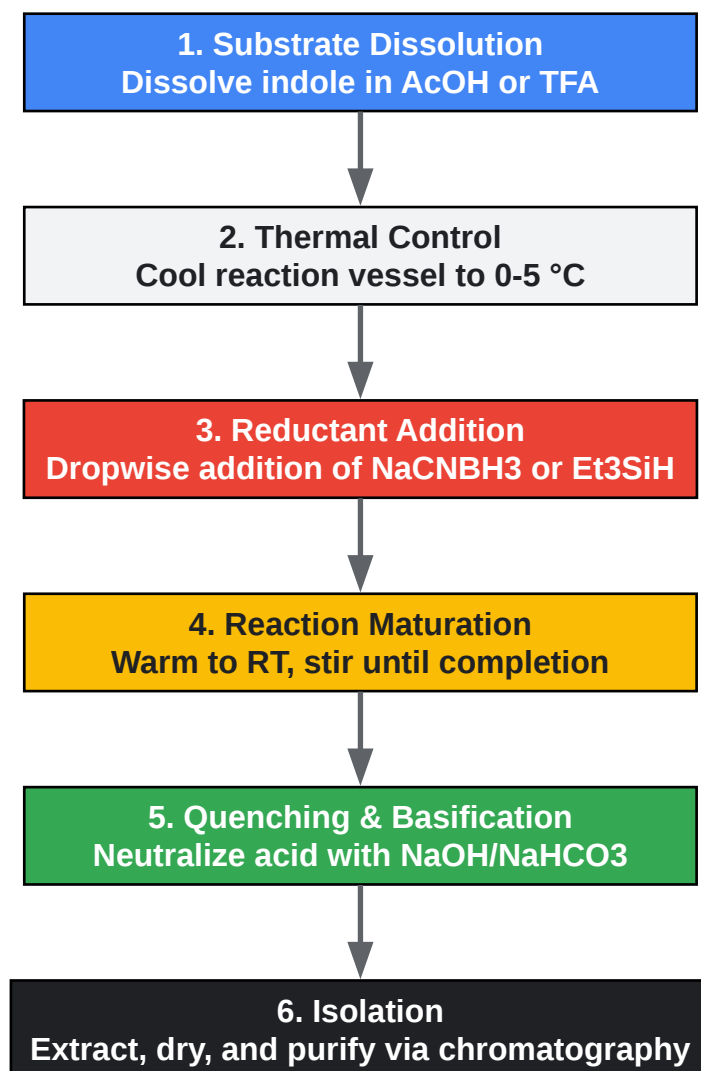 1. Substrate Dissolution
Dissolve indole in AcOH or TFA
2. Thermal Control
Cool reaction vessel to 0-5 °C
3. Reductant Addition
Dropwise addition of NaCNBH3 or Et3SiH
4. Reaction Maturation
Warm to RT, stir until completion
5. Quenching & Basification
Neutralize acid with NaOH/NaHCO3
6. Isolation
Extract, dry, and purify via chromatography